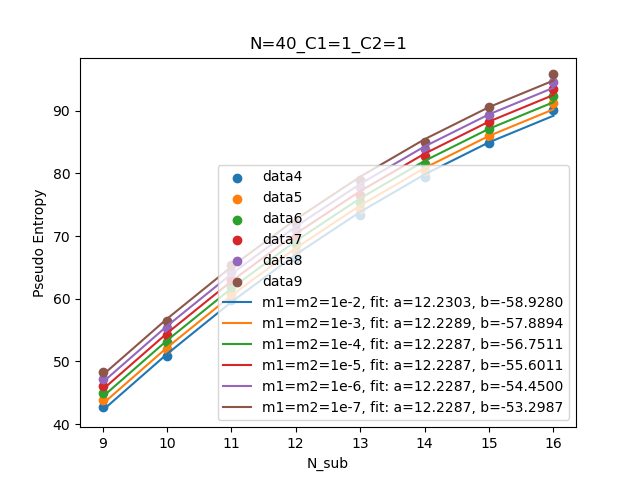 N=40_C1=1_C2=1
Pseudo Entropy
90
80
70
60
50
40
data4
data5
data6
data7
data8
data9
m1=m2=1e-2, fit: a=12.2303, b=-58.9280
m1=m2=1e-3, fit: a=12.2289, b=-57.8894
m1=m2=1e-4, fit: a=12.2287, b=-56.7511
m1=m2=1e-5, fit: a=12.2287, b=-55.6011
m1=m2=1e-6, fit: a=12.2287, b=-54.4500
m1=m2=1e-7, fit: a=12.2287, b=-53.2987
9 10 11 12 13 14 15 16
N_sub